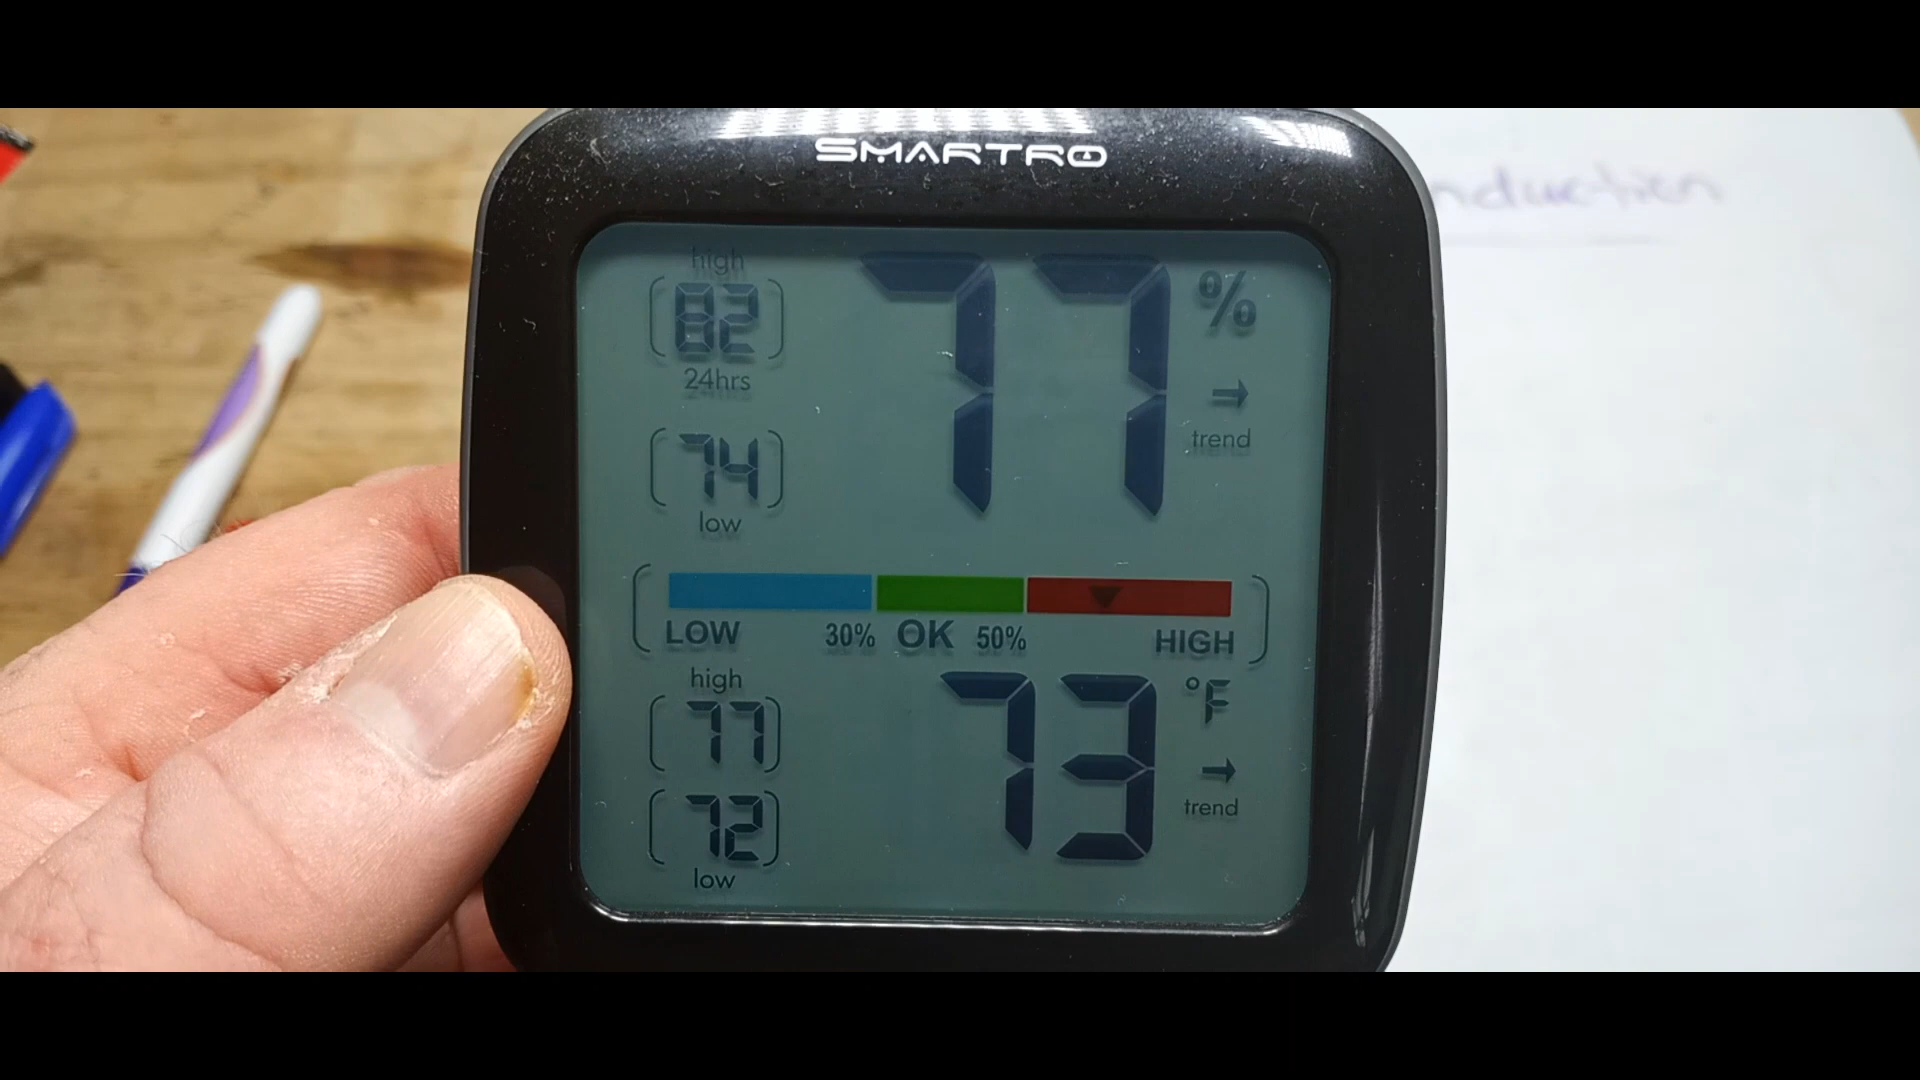 SMARTRO
high
82
24hrs
74
low
77 %
→
trend
LOW 30% OK 50% HIGH
high
77
72
low
73 °F
→
trend
nduction